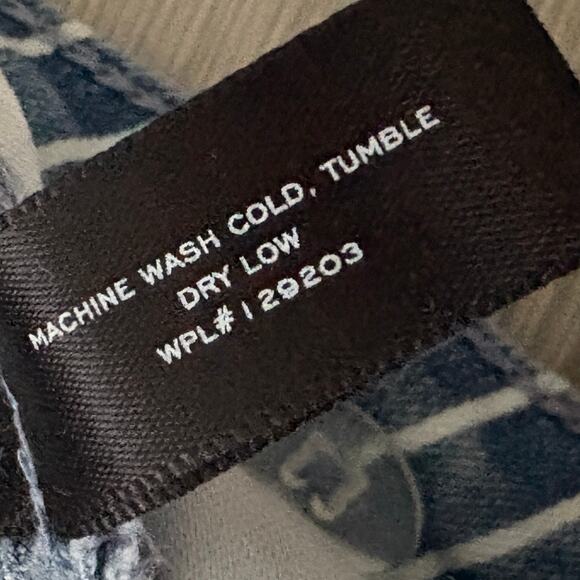 MACHINE WASH COLD, TUMBLE
DRY LOW
WPL# 129203